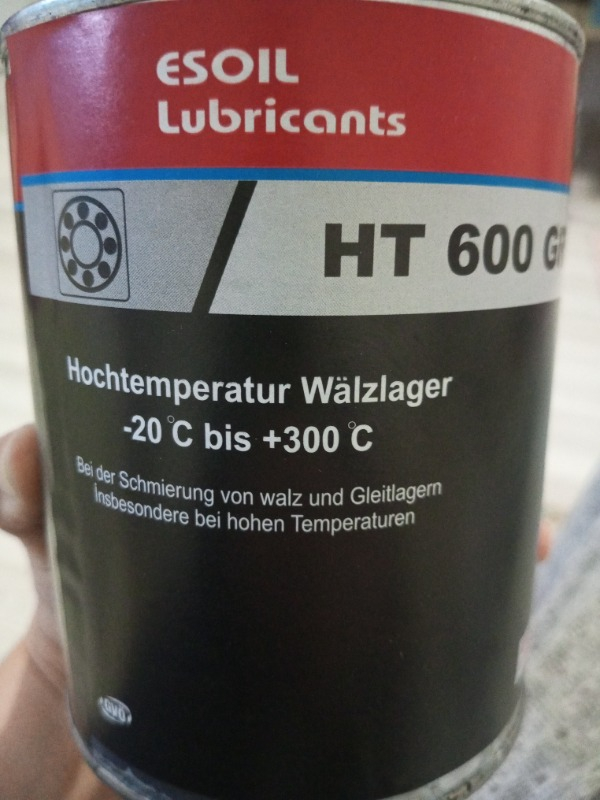 ESOIL
Lubricants
HT 600
Hochtemperatur Wälzlager
-20 °C bis +300 °C
Bei der Schmierung von walz und Gleitlagern
Insbesondere bei hohen Temperaturen